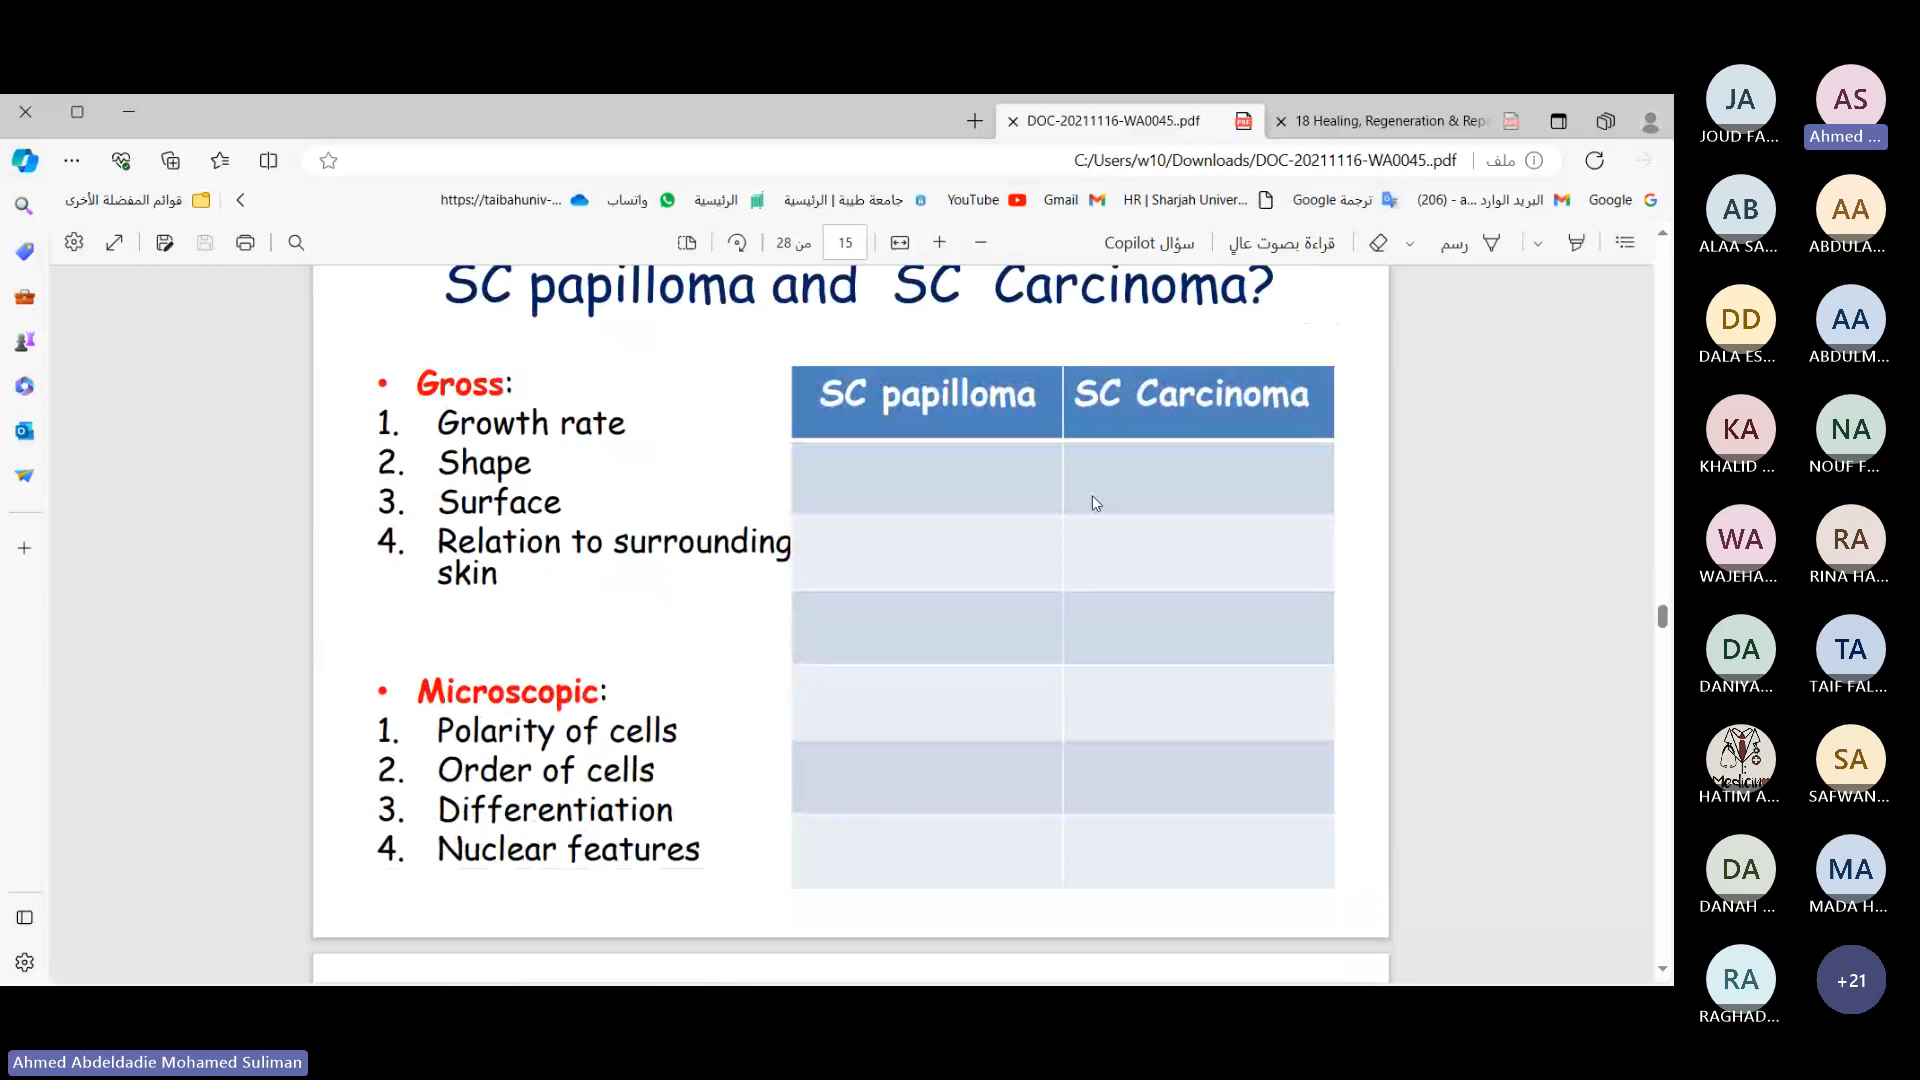 DOC-20211116-WA0045..pdf
18 Healing, Regeneration & Rep
C:/Users/w10/Downloads/DOC-20211116-WA0045..pdf
ملف
قوائم المفضلة الأخرى
https://taibahuniv-...
واتساب
الرئيسية
جامعة طيبة | الرئيسية
YouTube
Gmail
HR | Sharjah Univer...
ترجمة Google
البريد الوارد (206) - a...
Google
28 من
15
سؤال Copilot
قراءة بصوت عالٍ
رسم
SC papilloma and SC Carcinoma?
• Gross:
1. Growth rate
2. Shape
3. Surface
4. Relation to surrounding
skin
• Microscopic:
1. Polarity of cells
2. Order of cells
3. Differentiation
4. Nuclear features
SC papilloma
SC Carcinoma
JA
JOUD FA...
AS
Ahmed ...
AB
ALAA SA...
AA
ABDULA...
DD
DALA ES...
AA
ABDULM...
KA
KHALID ...
NA
NOUF F...
WA
WAJEHA...
RA
RINA HA...
DA
DANIYA...
TA
TAIF FAL...
HATIM A...
SA
SAFWAN...
DA
DANAH ...
MA
MADA H...
RA
RAGHAD...
+21
Ahmed Abdeldadie Mohamed Suliman